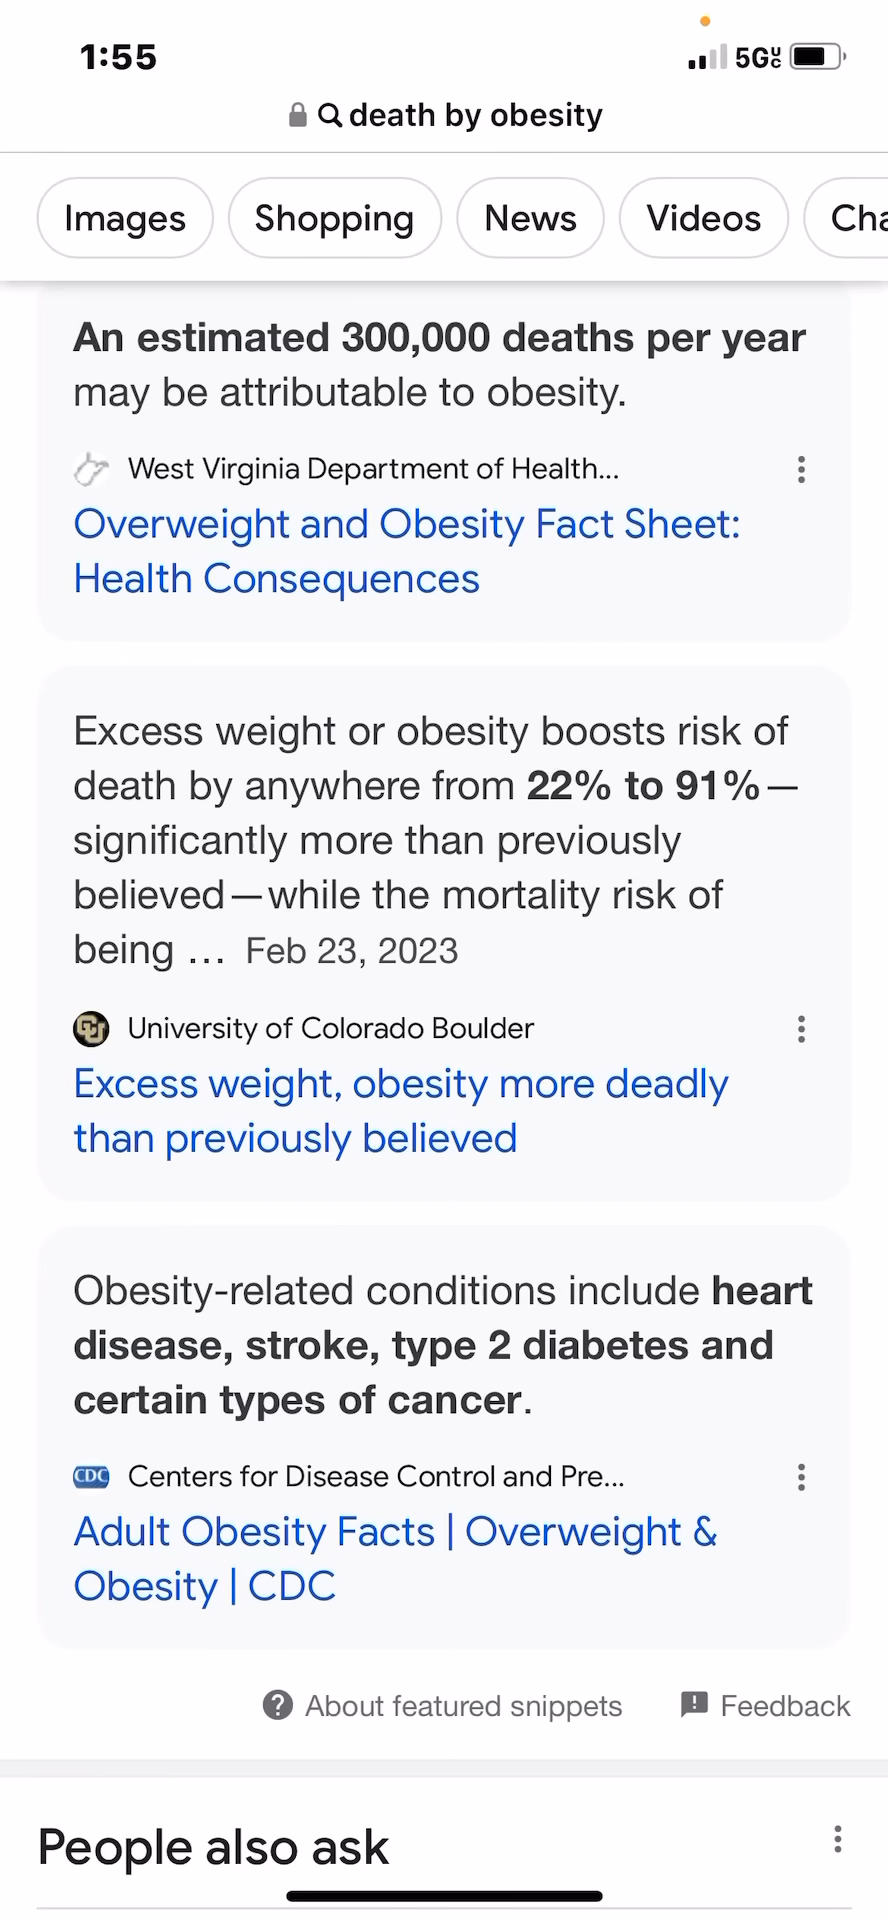 1:55
5G UC
death by obesity
Images
Shopping
News
Videos
Cha
An estimated 300,000 deaths per year
may be attributable to obesity.
West Virginia Department of Health...
Overweight and Obesity Fact Sheet:
Health Consequences
Excess weight or obesity boosts risk of
death by anywhere from 22% to 91%—
significantly more than previously
believed—while the mortality risk of
being ... Feb 23, 2023
CU
University of Colorado Boulder
Excess weight, obesity more deadly
than previously believed
Obesity-related conditions include heart
disease, stroke, type 2 diabetes and
certain types of cancer.
CDC
Centers for Disease Control and Pre...
Adult Obesity Facts | Overweight &
Obesity | CDC
About featured snippets
Feedback
People also ask